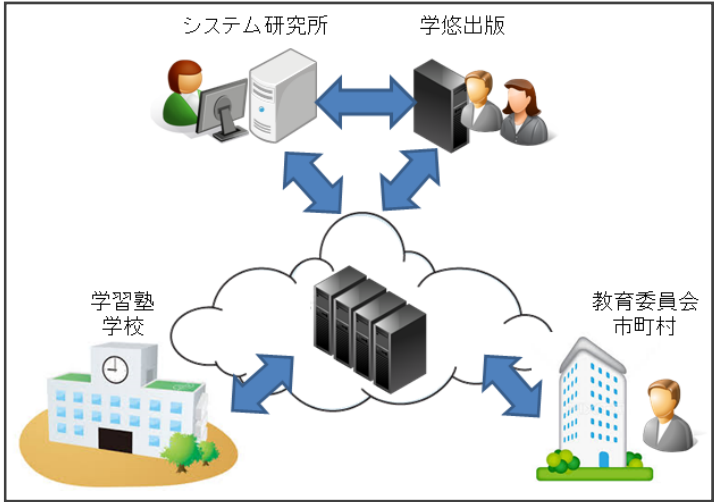 システム研究所
学悠出版
学習塾
学校
教育委員会
市町村